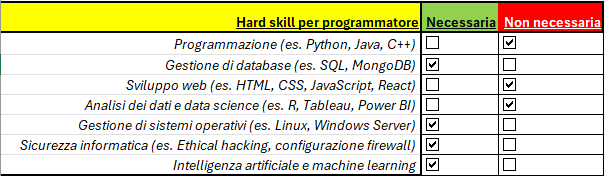 Hard skill per programmatore Necessaria Non necessaria
Programmazione (es. Python, Java, C++)
Gestione di database (es. SQL, MongoDB)
Sviluppo web (es. HTML, CSS, JavaScript, React)
Analisi dei dati e data science (es. R, Tableau, Power BI)
Gestione di sistemi operativi (es. Linux, Windows Server)
Sicurezza informatica (es. Ethical hacking, configurazione firewall)
Intelligenza artificiale e machine learning